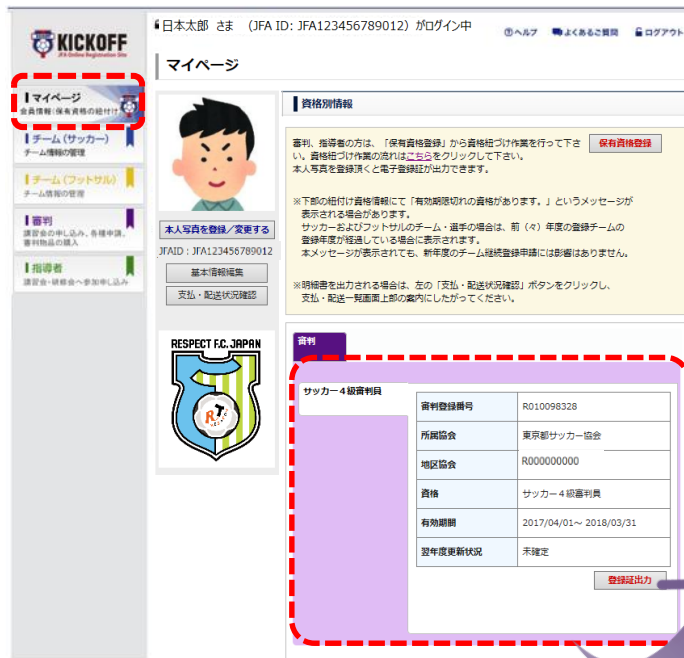 KICKOFF
JFA Online Registration Site
日本太郎 さま （JFA ID: JFA123456789012）がログイン中
ヘルプ
よくあるご質問
ログアウト
マイページ
マイページ
会員情報(保有資格の紐付け
チーム（サッカー）
チーム情報の管理
チーム（フットサル）
チーム情報の管理
審判
講習会の申し込み、各種申請、
審判物品の購入
指導者
講習会・研修会へ参加申し込み
本人写真を登録／変更する
JFAID：JFA123456789012
基本情報編集
支払・配送状況確認
RESPECT F.C. JAPAN
資格別情報
審判、指導者の方は、「保有資格登録」から資格紐づけ作業を行って下さ
い。資格紐づけ作業の流れはこちらをクリックして下さい。
本人写真を登録頂くと電子登録証が出力できます。
保有資格登録
※下部の紐付け資格情報にて「有効期限切れの資格があります。」というメッセージが
表示される場合があります。
サッカーおよびフットサルのチーム・選手の場合は、前（々）年度の登録チームの
登録年度が経過している場合に表示されます。
本メッセージが表示されても、新年度のチーム継続登録申請には影響はありません。
※明細書を出力される場合は、左の「支払・配送状況確認」ボタンをクリックし、
支払・配送一覧画面上部の案内にしたがってください。
審判
サッカー４級審判員
審判登録番号 R010098328
所属協会 東京都サッカー協会
地区協会 R000000000
資格 サッカー４級審判員
有効期間 2017/04/01～ 2018/03/31
翌年度更新状況 未確定
登録証出力